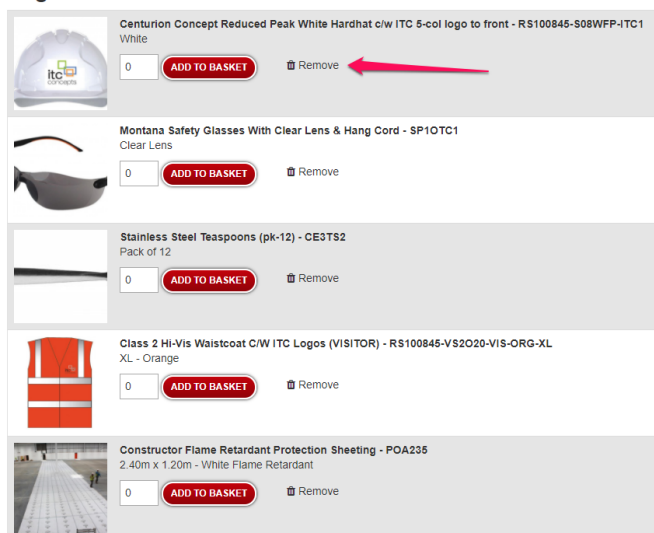 Centurion Concept Reduced Peak White Hardhat c/w ITC 5-col logo to front - RS100845-S08WFP-ITC1
White
itc
concepts
0 ADD TO BASKET Remove
Montana Safety Glasses With Clear Lens & Hang Cord - SP1OTC1
Clear Lens
0 ADD TO BASKET Remove
Stainless Steel Teaspoons (pk-12) - CE3TS2
Pack of 12
0 ADD TO BASKET Remove
Class 2 Hi-Vis Waistcoat C/W ITC Logos (VISITOR) - RS100845-VS2O20-VIS-ORG-XL
XL - Orange
0 ADD TO BASKET Remove
Constructor Flame Retardant Protection Sheeting - POA235
2.40m x 1.20m - White Flame Retardant
0 ADD TO BASKET Remove